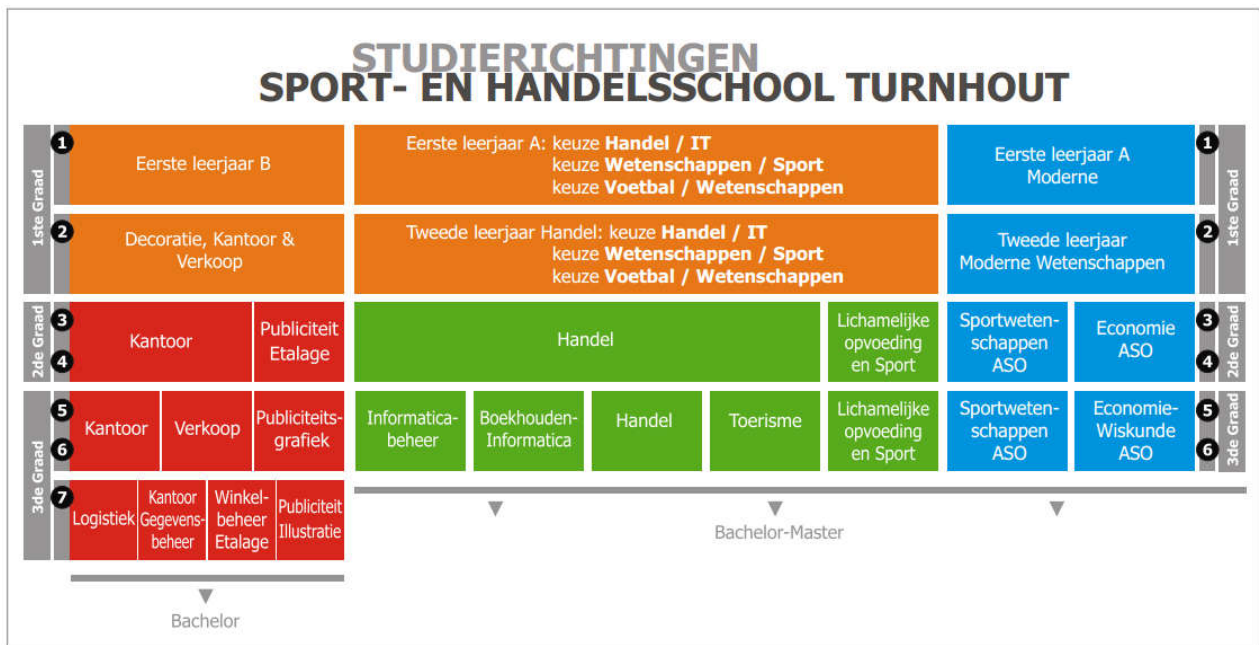 STUDIERICHTINGEN
SPORT- EN HANDELSSCHOOL TURNHOUT
1ste Graad
1
Eerste leerjaar B
Eerste leerjaar A: keuze Handel / IT
keuze Wetenschappen / Sport
keuze Voetbal / Wetenschappen
Eerste leerjaar A
Moderne
1
1ste Graad
2
Decoratie, Kantoor &
Verkoop
Tweede leerjaar Handel: keuze Handel / IT
keuze Wetenschappen / Sport
keuze Voetbal / Wetenschappen
Tweede leerjaar
Moderne Wetenschappen
2
2de Graad
3
4
Kantoor
Publiciteit
Etalage
Handel
Lichamelijke
opvoeding
en Sport
Sportweten-
schappen
ASO
Economie
ASO
3
4
2de Graad
3de Graad
5
6
Kantoor
Verkoop
Publiciteits-
grafiek
Informatica-
beheer
Boekhouden-
Informatica
Handel
Toerisme
Lichamelijke
opvoeding
en Sport
Sportweten-
schappen
ASO
Economie-
Wiskunde
ASO
5
6
3de Graad
7
Logistiek
Kantoor
Gegevens-
beheer
Winkel-
beheer
Etalage
Publiciteit
Illustratie
Bachelor-Master
Bachelor